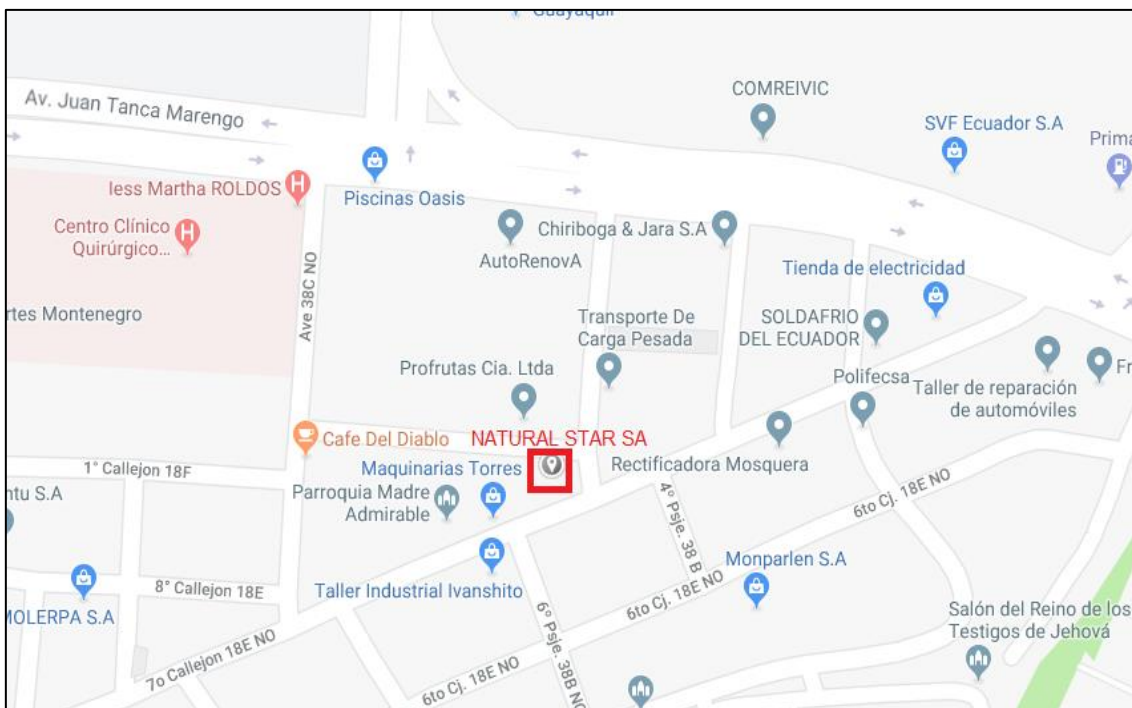 Guayaquil
COMREIVIC
Av. Juan Tanca Marengo
SVF Ecuador S.A
Prima
Iess Martha ROLDOS
Piscinas Oasis
Centro Clínico
Quirúrgico...
Chiriboga & Jara S.A
AutoRenovA
Ave 38C NO
Tienda de electricidad
rtes Montenegro
Transporte De
Carga Pesada
SOLDAFRIO
DEL ECUADOR
Profrutas Cia. Ltda
Polifecsa
Taller de reparación
de automóviles
Fr
Cafe Del Diablo
NATURAL STAR SA
1° Callejon 18F
Maquinarias Torres
Rectificadora Mosquera
Parroquia Madre
Admirable
ntu S.A
4º Psje. 38 B
6to Cj. 18E NO
Monparlen S.A
8° Callejon 18E
Taller Industrial Ivanshito
MOLERPA S.A
6to Cj. 18E NO
6º Psje. 38B NO
Salón del Reino de los
Testigos de Jehová
7o Callejon 18E NO
6to Cj. 18E NO